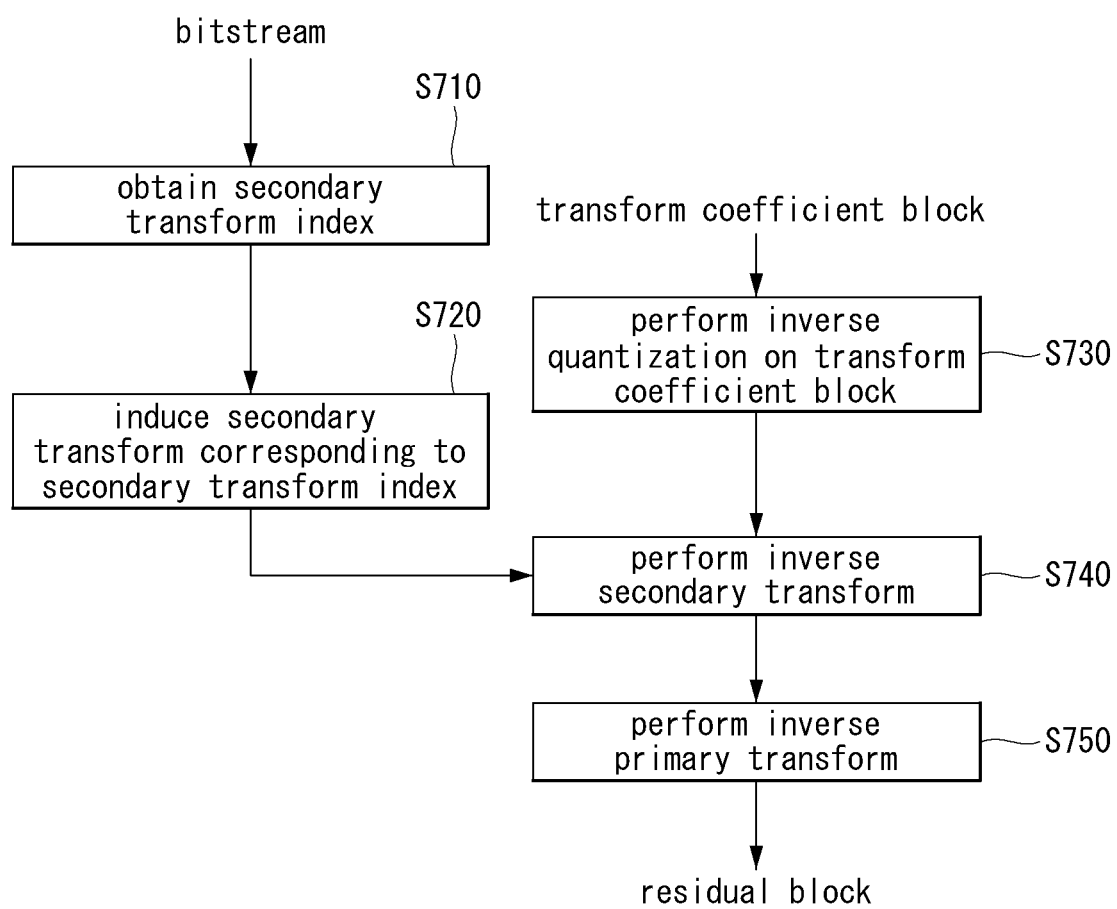 bitstream
S710
obtain secondary
transform index
S720
induce secondary
transform corresponding to
secondary transform index
transform coefficient block
perform inverse
quantization on transform
coefficient block
S730
perform inverse
secondary transform
S740
perform inverse
primary transform
S750
residual block